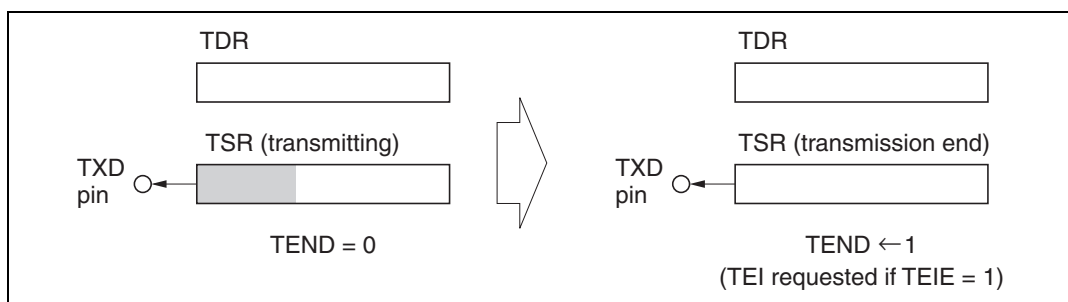 TDR
TSR (transmitting)
TXD
pin
TEND = 0
TDR
TSR (transmission end)
TXD
pin
TEND ←1
(TEI requested if TEIE = 1)